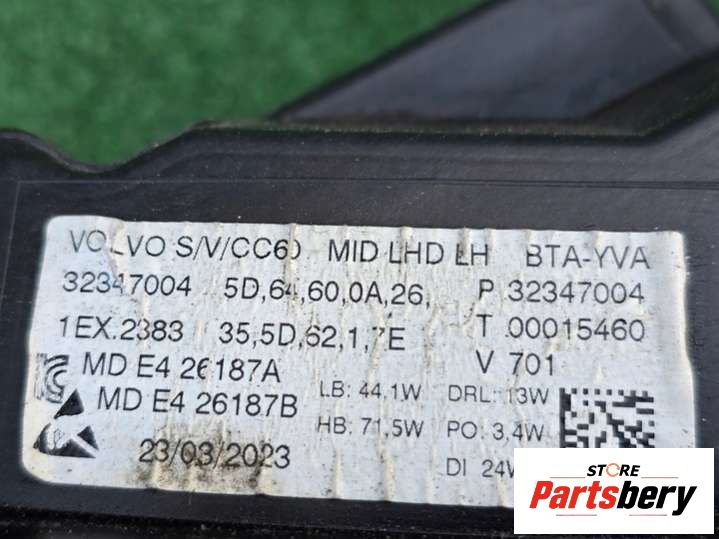 VOLVO S/V/CC60 MID LHD LH BTA-YVA
32347004 5D,64,60,0A,26, P 32347004
1EX.2383 35,5D,62,1,7E T 00015460
MD E4 26187A V 701
MD E4 26187B LB: 44,1W DRL: 13W
HB: 71,5W PO: 3,4W
23/03/2023 DI 24W
STORE
Partsbery